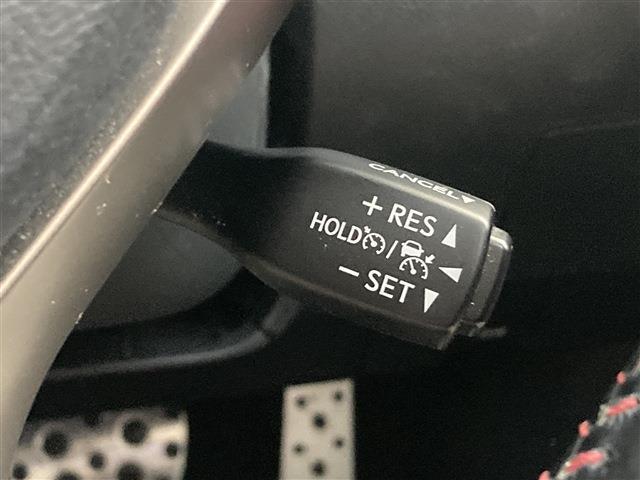 CANCEL▼
+ RES ▲
HOLD / ◀
− SET ▼